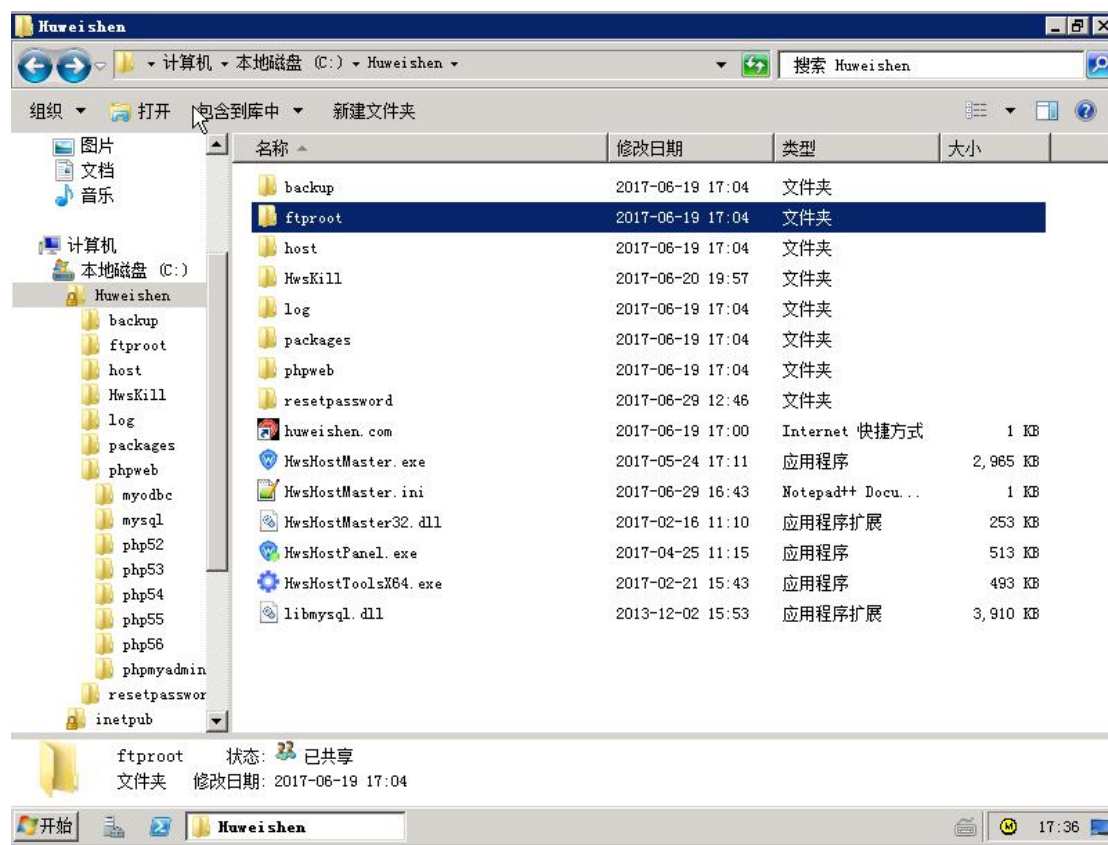 Huweishen
计算机 本地磁盘 (C:) Huweishen
搜索 Huweishen
组织 打开 包含到库中 新建文件夹
图片
文档
音乐
计算机
本地磁盘 (C:)
Huweishen
backup
ftproot
host
HwsKill
log
packages
phpweb
myodbc
mysql
php52
php53
php54
php55
php56
phpmyadmin
resetpasswor
inetpub
名称 修改日期 类型 大小
backup 2017-06-19 17:04 文件夹
ftproot 2017-06-19 17:04 文件夹
host 2017-06-19 17:04 文件夹
HwsKill 2017-06-20 19:57 文件夹
log 2017-06-19 17:04 文件夹
packages 2017-06-19 17:04 文件夹
phpweb 2017-06-19 17:04 文件夹
resetpassword 2017-06-29 12:46 文件夹
huweishen.com 2017-06-19 17:00 Internet 快捷方式 1 KB
HwsHostMaster.exe 2017-05-24 17:11 应用程序 2,965 KB
HwsHostMaster.ini 2017-06-29 16:43 Notepad++ Docu... 1 KB
HwsHostMaster32.dll 2017-02-16 11:10 应用程序扩展 253 KB
HwsHostPanel.exe 2017-04-25 11:15 应用程序 513 KB
HwsHostToolsX64.exe 2017-02-21 15:43 应用程序 493 KB
libmysql.dll 2013-12-02 15:53 应用程序扩展 3,910 KB
ftproot 状态: 已共享
文件夹 修改日期: 2017-06-19 17:04
开始 Huweishen 17:36